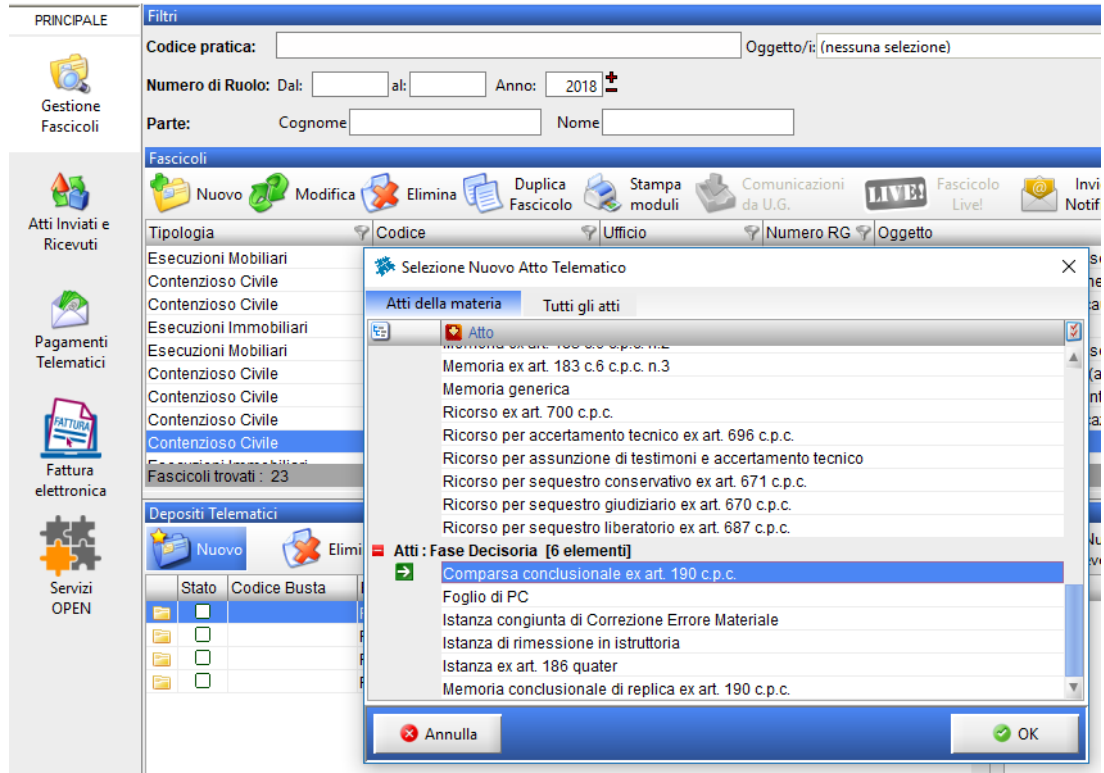 PRINCIPALE
Gestione
Fascicoli
Atti Inviati e
Ricevuti
Pagamenti
Telematici
FATTURA
Fattura
elettronica
Servizi
OPEN
Filtri
Codice pratica: Oggetto/i: (nessuna selezione)
Numero di Ruolo: Dal: al: Anno: 2018
Parte: Cognome Nome
Fascicoli
Nuovo Modifica Elimina Duplica Fascicolo Stampa moduli Comunicazioni da U.G. LIVE! Fascicolo Live!
Tipologia Codice Ufficio Numero RG Oggetto
Esecuzioni Mobiliari
Contenzioso Civile
Contenzioso Civile
Esecuzioni Immobiliari
Esecuzioni Mobiliari
Contenzioso Civile
Contenzioso Civile
Contenzioso Civile
Contenzioso Civile
Fascicoli trovati : 23
Depositi Telematici
Nuovo
Stato Codice Busta
Selezione Nuovo Atto Telematico
Atti della materia Tutti gli atti
Atto
Memoria ex art. 183 c.6 c.p.c. n.2
Memoria ex art. 183 c.6 c.p.c. n.3
Memoria generica
Ricorso ex art. 700 c.p.c.
Ricorso per accertamento tecnico ex art. 696 c.p.c.
Ricorso per assunzione di testimoni e accertamento tecnico
Ricorso per sequestro conservativo ex art. 671 c.p.c.
Ricorso per sequestro giudiziario ex art. 670 c.p.c.
Ricorso per sequestro liberatorio ex art. 687 c.p.c.
Atti : Fase Decisoria [6 elementi]
Comparsa conclusionale ex art. 190 c.p.c.
Foglio di PC
Istanza congiunta di Correzione Errore Materiale
Istanza di rimessione in istruttoria
Istanza ex art. 186 quater
Memoria conclusionale di replica ex art. 190 c.p.c.
Annulla OK